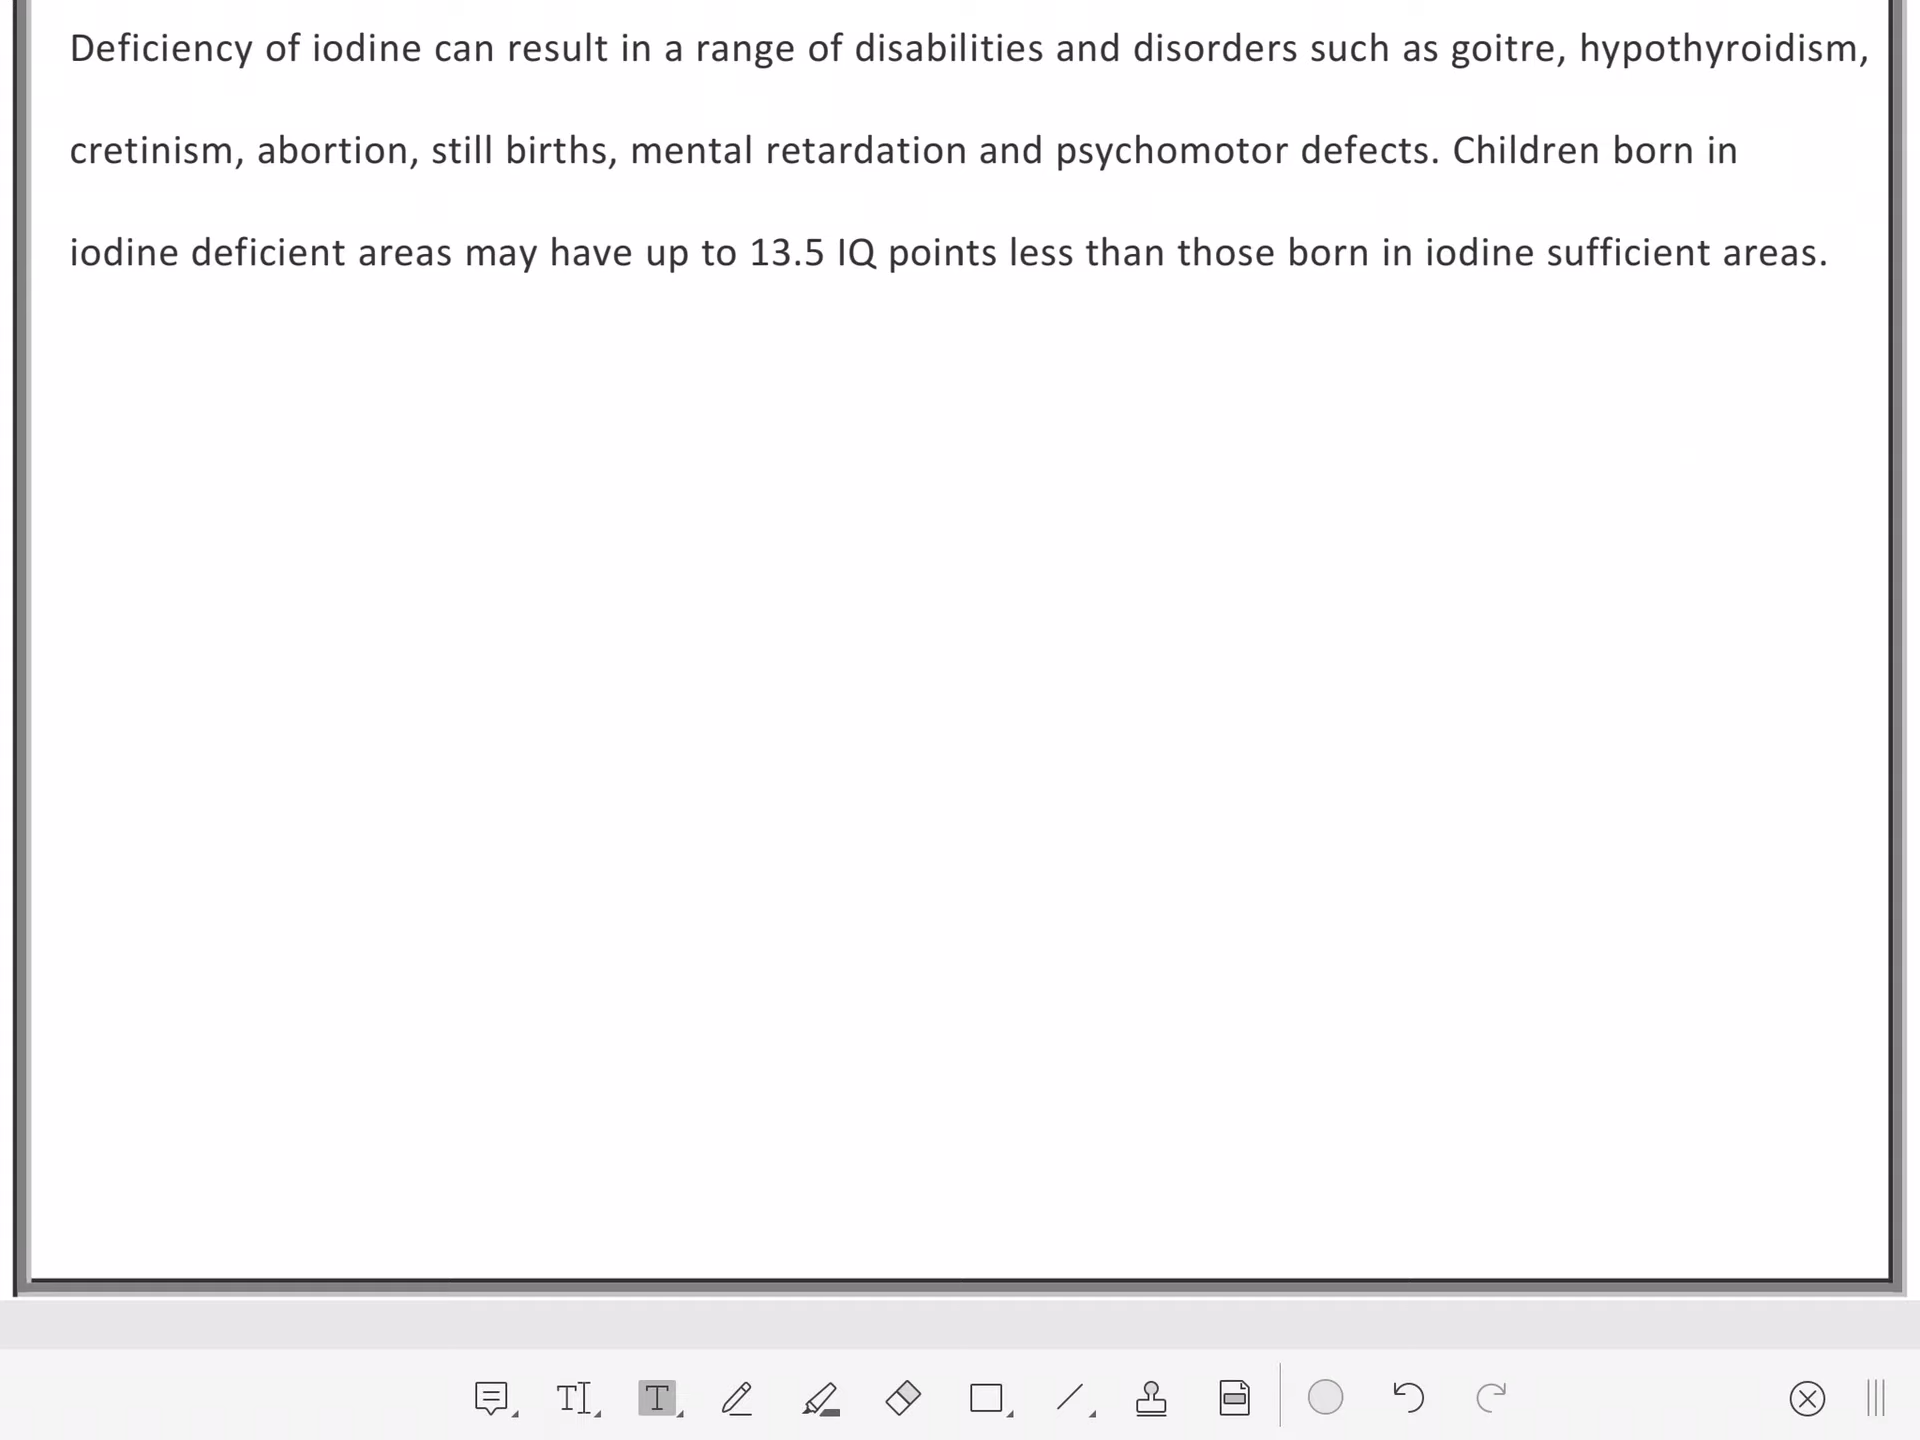 Deficiency of iodine can result in a range of disabilities and disorders such as goitre, hypothyroidism,
cretinism, abortion, still births, mental retardation and psychomotor defects. Children born in
iodine deficient areas may have up to 13.5 IQ points less than those born in iodine sufficient areas.